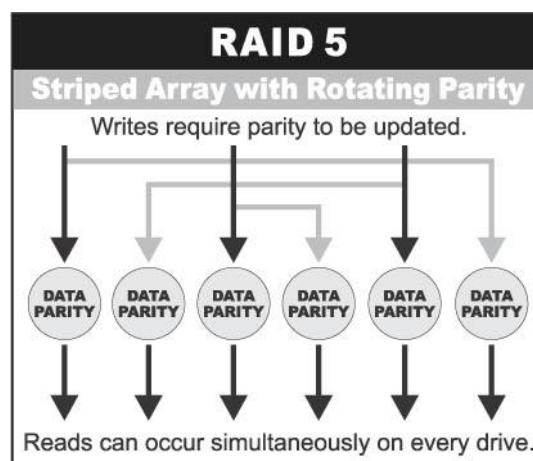 RAID 5
Striped Array with Rotating Parity
Writes require parity to be updated.
DATA PARITY
DATA PARITY
DATA PARITY
DATA PARITY
DATA PARITY
DATA PARITY
Reads can occur simultaneously on every drive.